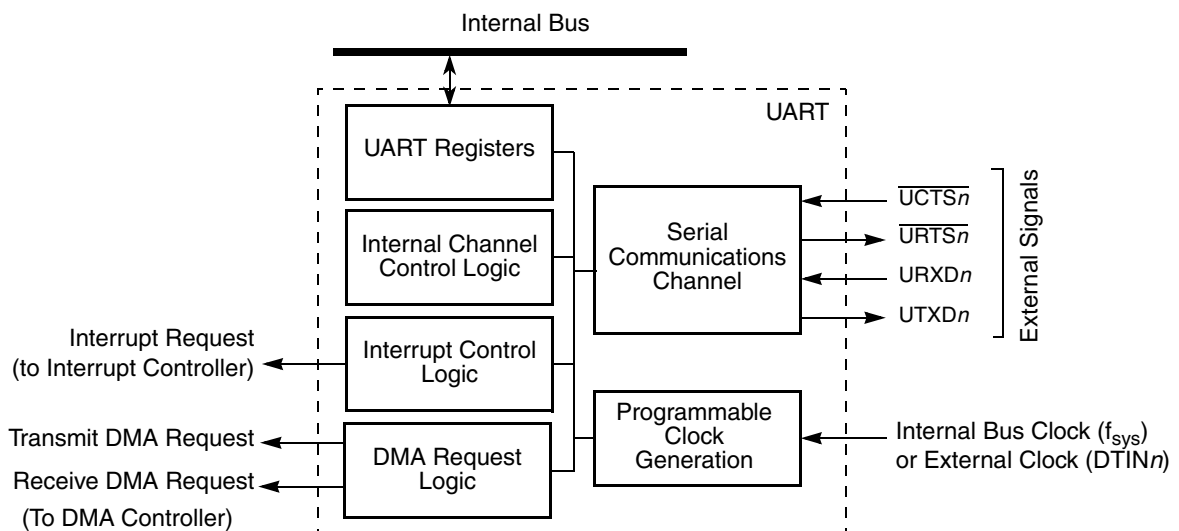 Internal Bus
UART
UART Registers
Internal Channel
Control Logic
Interrupt Control
Logic
DMA Request
Logic
Serial
Communications
Channel
Programmable
Clock
Generation
UCTSn
URTSn
URXDn
UTXDn
External Signals
Interrupt Request
(to Interrupt Controller)
Transmit DMA Request
Receive DMA Request
(To DMA Controller)
Internal Bus Clock (fsys)
or External Clock (DTINn)